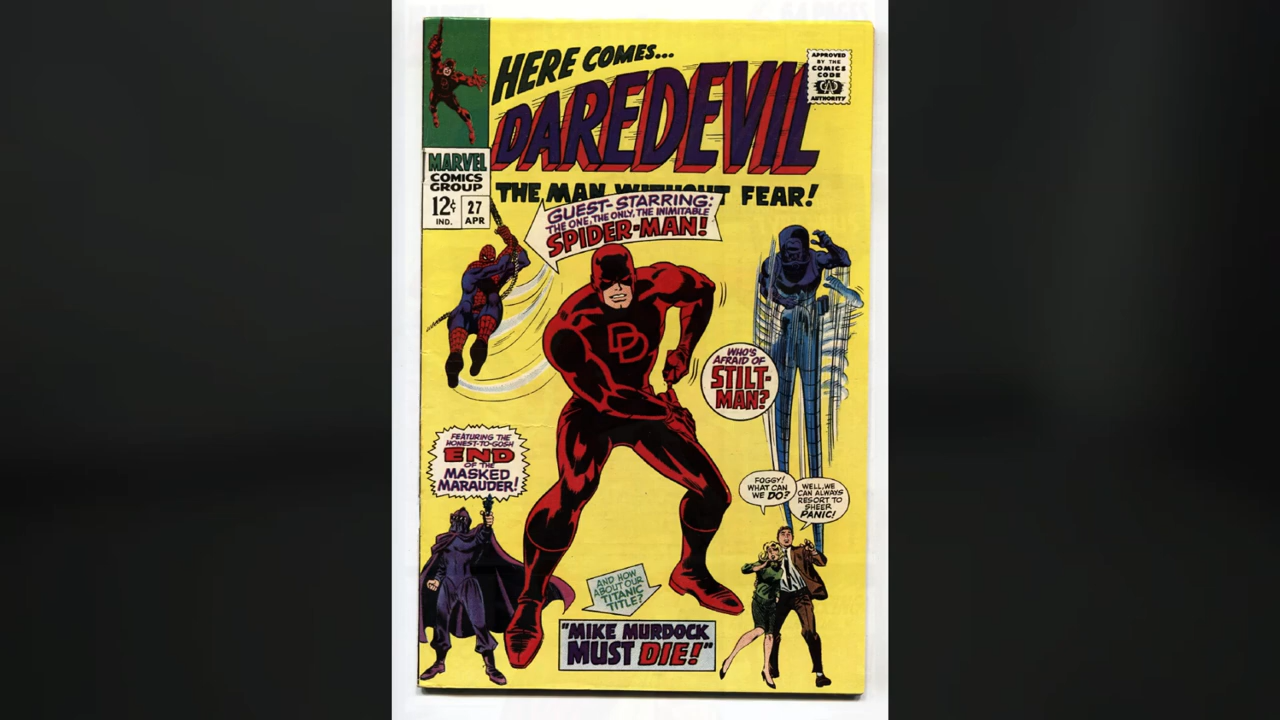 HERE COMES...
DAREDEVIL
THE MAN WITHOUT FEAR!
APPROVED
BY THE
COMICS
CODE
CA
AUTHORITY
MARVEL
COMICS
GROUP
12¢
IND.
27
APR
GUEST-STARRING:
THE ONE, THE ONLY, THE INIMITABLE
SPIDER-MAN!
DD
WHO'S
AFRAID OF
STILT-
MAN?
FEATURING THE
HONEST-TO-GOSH
END
OF THE
MASKED
MARAUDER!
FOGGY!
WHAT CAN
WE DO?
WELL, WE
CAN ALWAYS
RESORT TO
SHEER
PANIC!
AND HOW
ABOUT OUR
TITANIC
TITLE?
"MIKE MURDOCK
MUST DIE!"